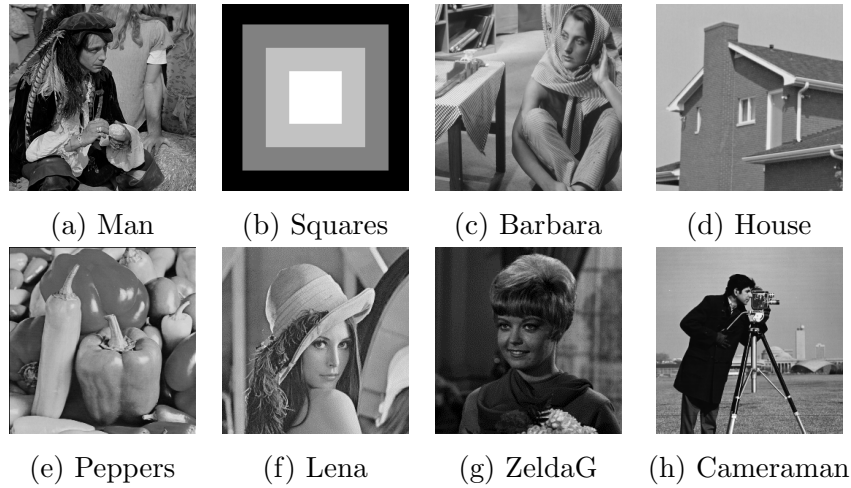 (a) Man (b) Squares (c) Barbara (d) House
(e) Peppers (f) Lena (g) ZeldaG (h) Cameraman